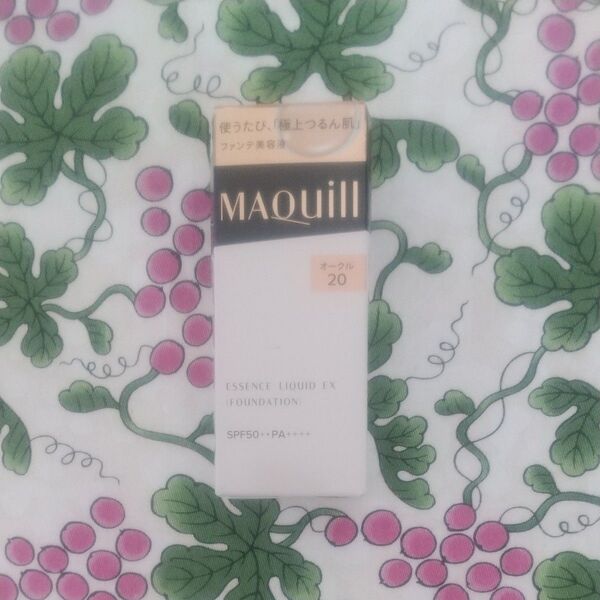 使うたび、「極上つるん肌」
ファンデ美容液
MAQuill
オークル
20
ESSENCE LIQUID EX
(FOUNDATION)
SPF50+・PA++++